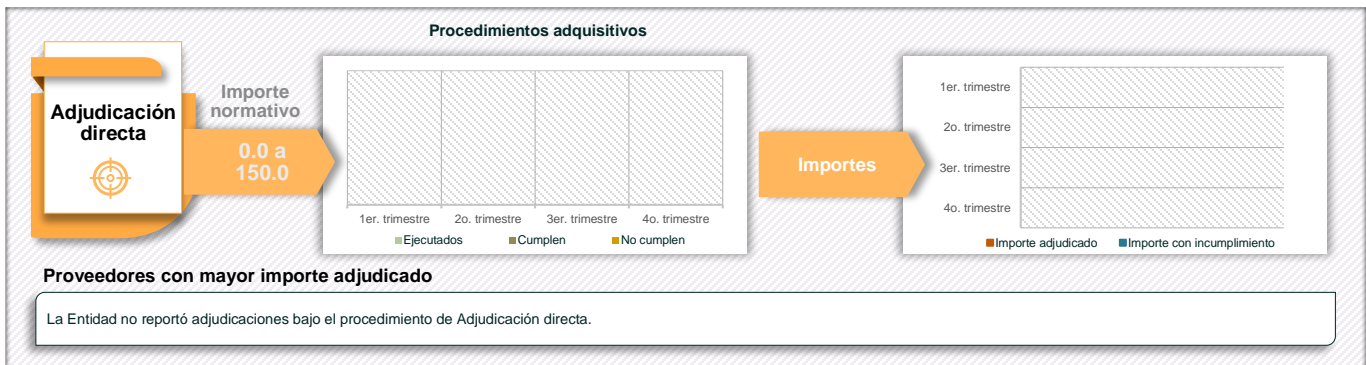 Procedimientos adquisitivos
Adjudicación
directa
Importe
normativo
0.0 a
150.0
1er. trimestre 2o. trimestre 3er. trimestre 4o. trimestre
Ejecutados Cumplen No cumplen
Importes
1er. trimestre
2o. trimestre
3er. trimestre
4o. trimestre
Importe adjudicado Importe con incumplimiento
Proveedores con mayor importe adjudicado
La Entidad no reportó adjudicaciones bajo el procedimiento de Adjudicación directa.